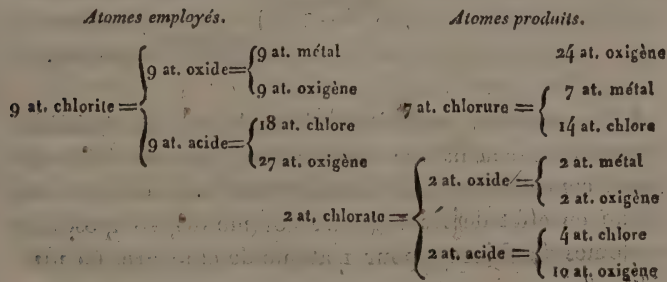 Atomes employés. Atomes produits.
9 at. chlorite = 9 at. oxide = 9 at. métal
9 at. oxigène
9 at. acide = 18 at. chlore
27 at. oxigène
24 at. oxigène
7 at. chlorure = 7 at. métal
14 at. chlore
2 at, chlorate = 2 at. oxide = 2 at. métal
2 at. oxigène
2 at. acide = 4 at. chlore
10 at. oxigène